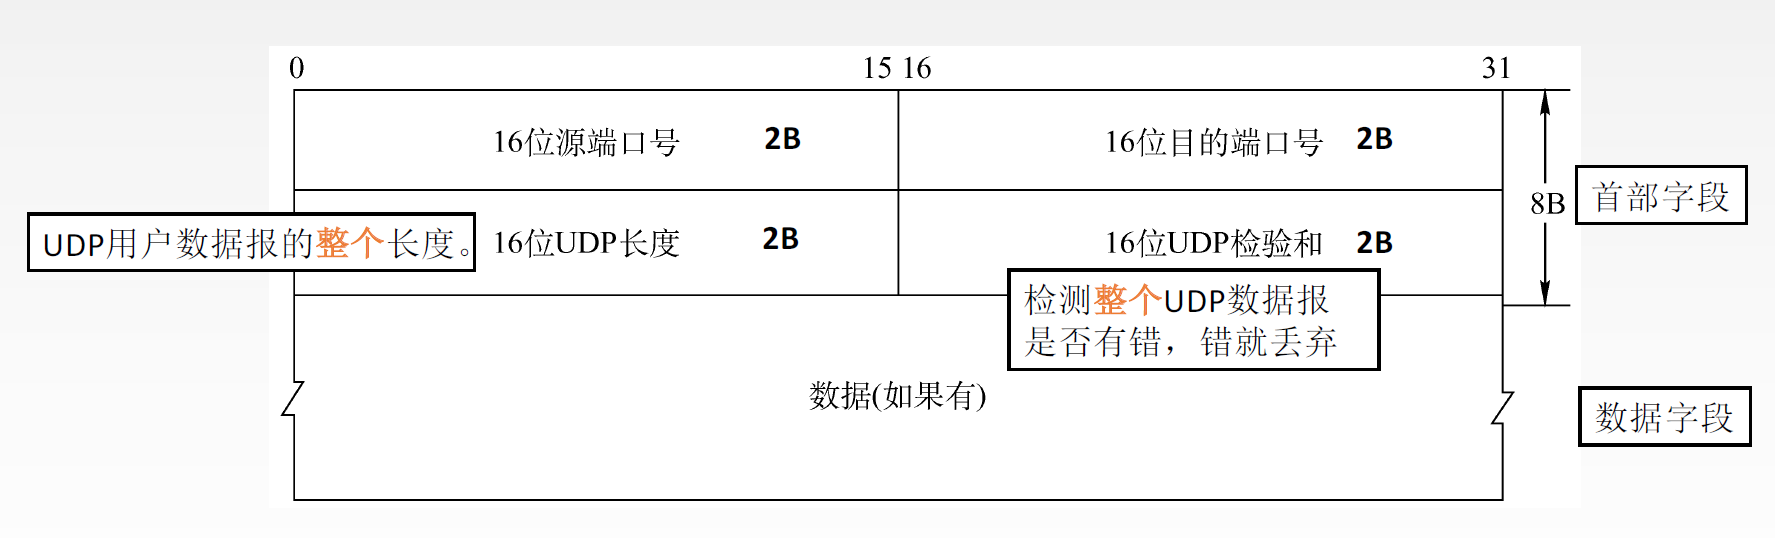 0 15 16 31
16位源端口号 2B 16位目的端口号 2B
8B 首部字段
UDP用户数据报的整个长度。 16位UDP长度 2B 16位UDP检验和 2B
检测整个UDP数据报
是否有错，错就丢弃
数据(如果有)
数据字段